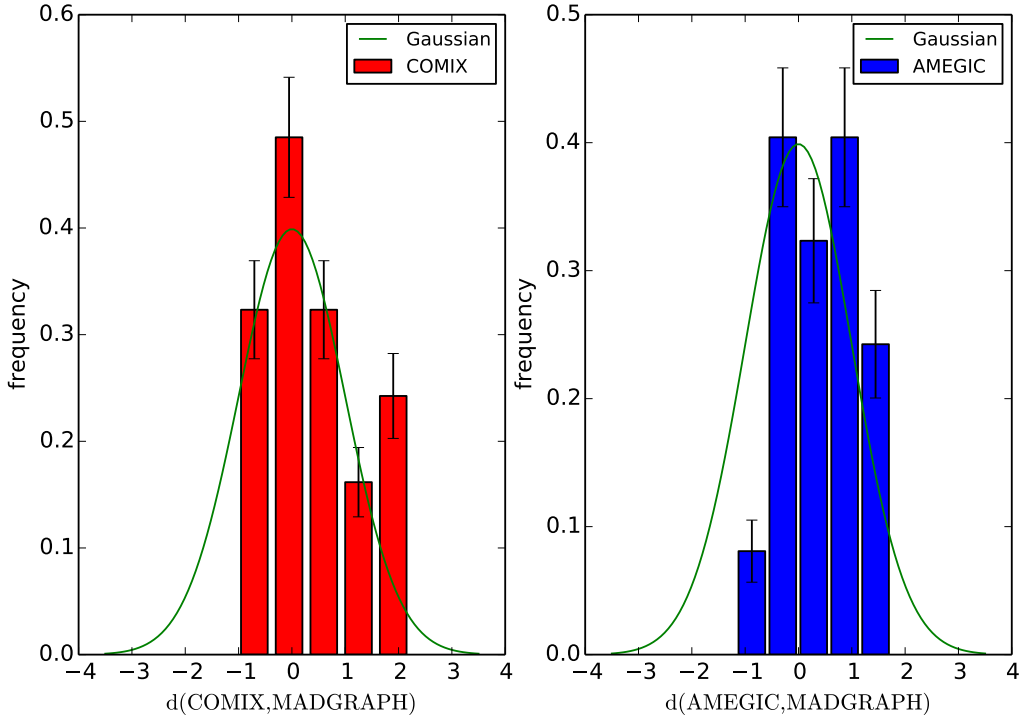 0.6
0.5
0.4
0.3
0.2
0.1
0.0
frequency
Gaussian
COMIX
−4 −3 −2 −1 0 1 2 3 4
d(COMIX,MADGRAPH)
0.5
0.4
0.3
0.2
0.1
0.0
frequency
Gaussian
AMEGIC
−4 −3 −2 −1 0 1 2 3 4
d(AMEGIC,MADGRAPH)